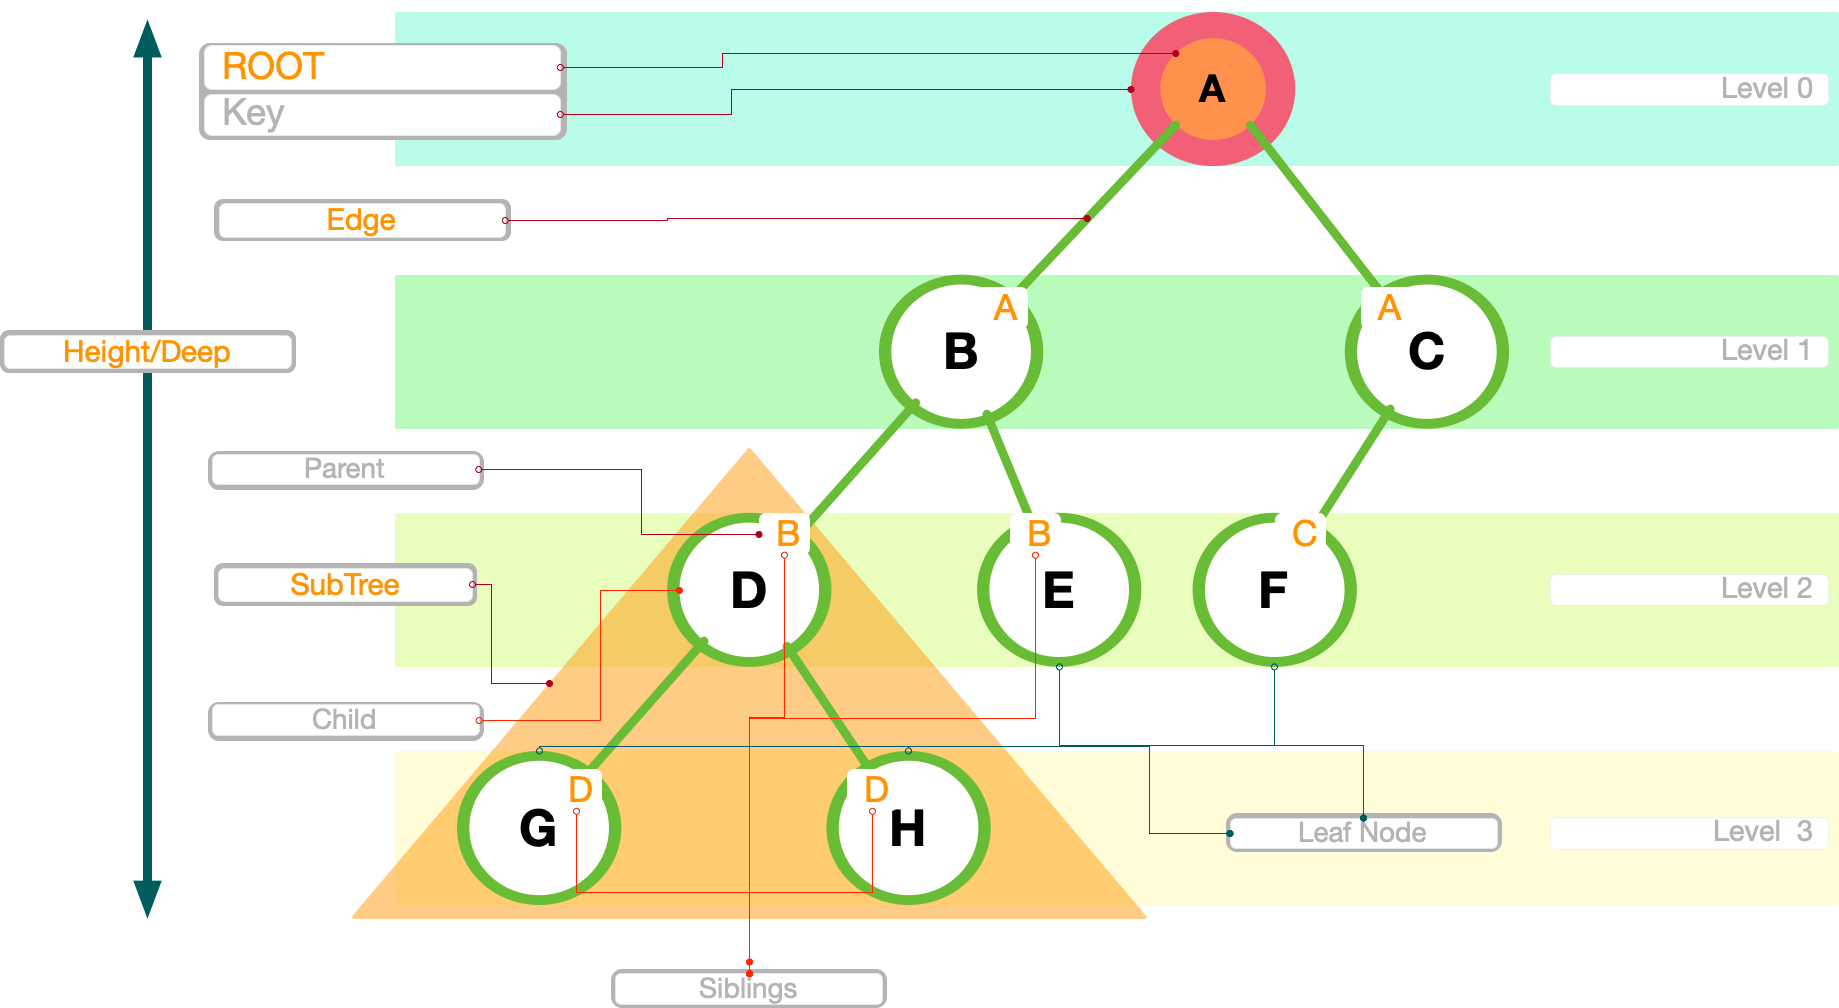 ROOT
Key
A
Level 0
Edge
A
A
B
C
Level 1
Height/Deep
Parent
B
B
C
SubTree
D
E
F
Level 2
Child
D
D
G
H
Leaf Node
Level 3
Siblings